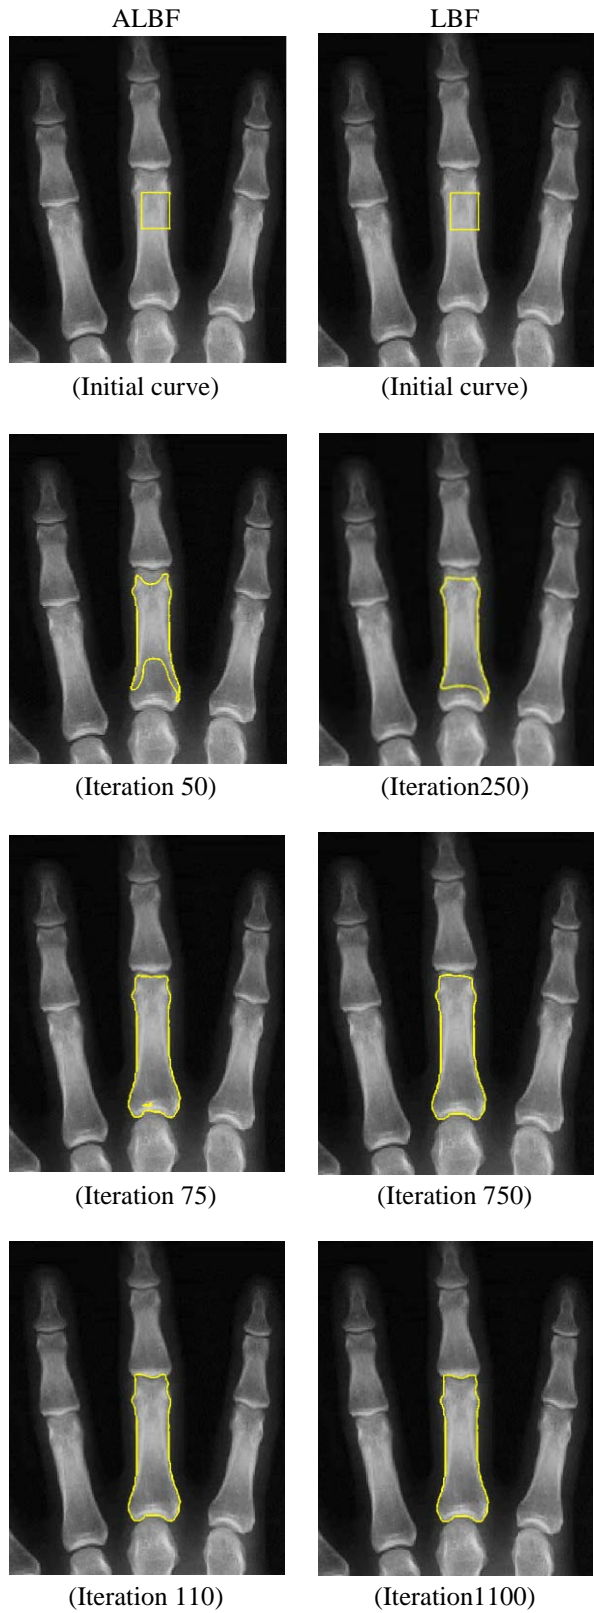 ALBF LBF
(Initial curve) (Initial curve)
(Iteration 50) (Iteration250)
(Iteration 75) (Iteration 750)
(Iteration 110) (Iteration1100)